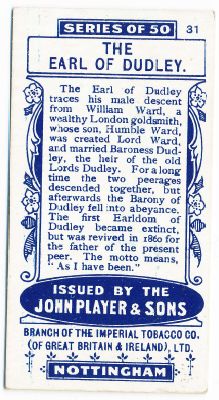 SERIES OF 50
31
THE
EARL OF DUDLEY.
The Earl of Dudley
traces his male descent
from William Ward, a
wealthy London goldsmith,
whose son, Humble Ward,
was created Lord Ward,
and married Baroness Dud-
ley, the heir of the old
Lords Dudley. For a long
time the two peerages
descended together, but
afterwards the Barony of
Dudley fell into abeyance.
The first Earldom of
Dudley became extinct,
but was revived in 1860 for
the father of the present
peer. The motto means,
"As I have been."
ISSUED BY THE
JOHN PLAYER & SONS
BRANCH OF THE IMPERIAL TOBACCO CO.
(OF GREAT BRITAIN & IRELAND), LTD.
NOTTINGHAM